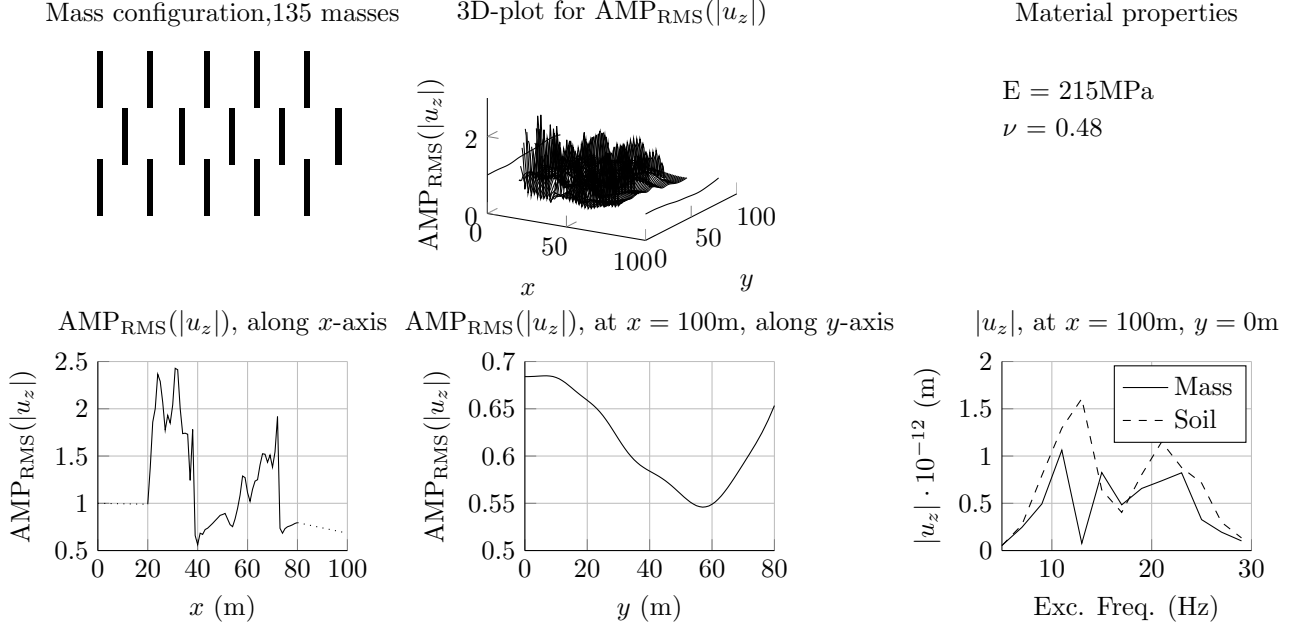 Mass configuration,135 masses
3D-plot for AMP_RMS(|u_z|)
Material properties
E = 215MPa
ν = 0.48
AMP_RMS(|u_z|)
2
0
0
50
100
x
0
50
100
y
AMP_RMS(|u_z|), along x-axis
AMP_RMS(|u_z|)
2.5
2
1.5
1
0.5
0 20 40 60 80 100
x (m)
AMP_RMS(|u_z|), at x = 100m, along y-axis
AMP_RMS(|u_z|)
0.7
0.65
0.6
0.55
0.5
0 20 40 60 80
y (m)
|u_z|, at x = 100m, y = 0m
|u_z| · 10^−12 (m)
2
1.5
1
0.5
0
Mass
Soil
10 20 30
Exc. Freq. (Hz)